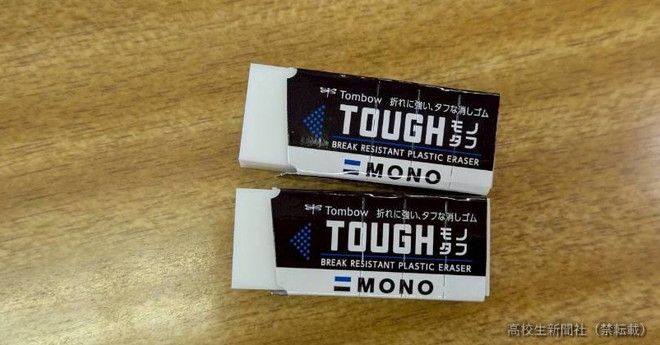 Tombow 折れに強い、タフな消しゴム
TOUGH モノ
タフ
BREAK RESISTANT PLASTIC ERASER
MONO
Tombow 折れに強い、タフな消しゴム
TOUGH モノ
タフ
BREAK RESISTANT PLASTIC ERASER
MONO
高校生新聞社（禁転載）